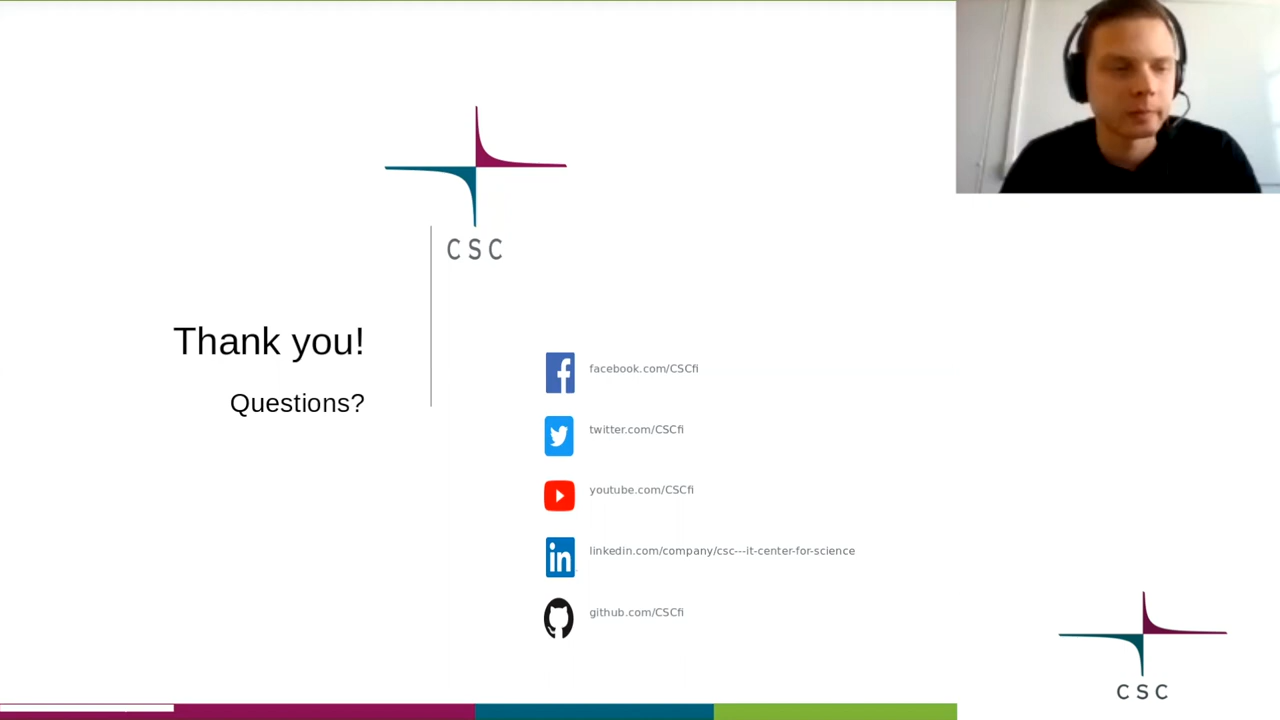 CSC
Thank you!
Questions?
facebook.com/CSCfi
twitter.com/CSCfi
youtube.com/CSCfi
in
linkedin.com/company/csc---it-center-for-science
github.com/CSCfi
CSC